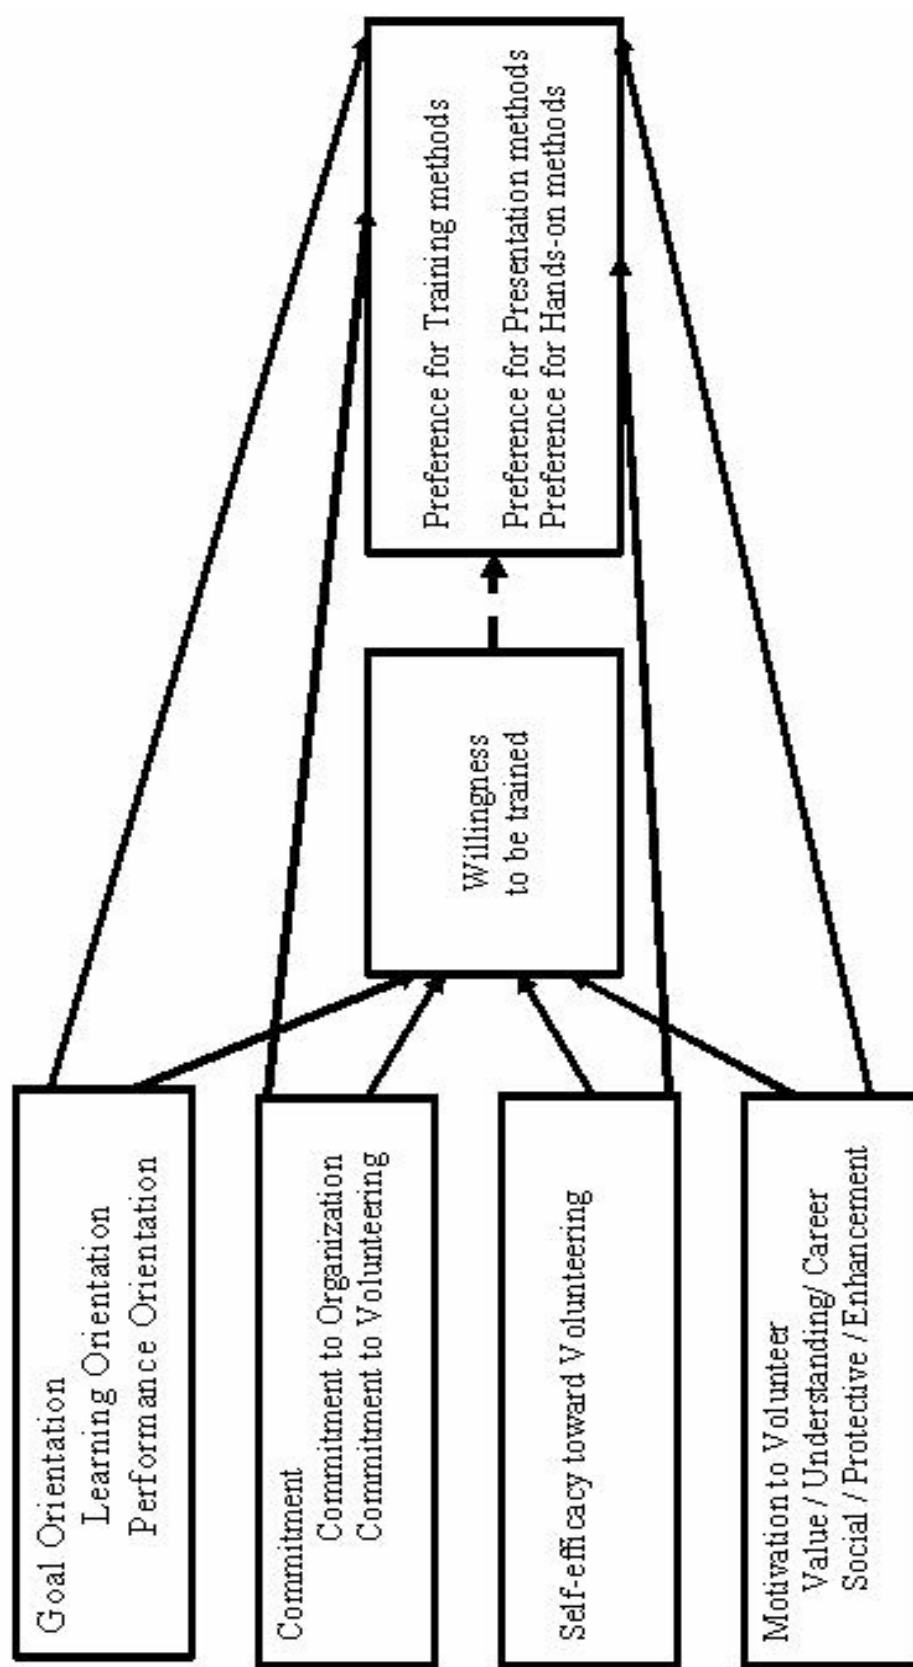 Goal Orientation
Learning Orientation
Performance Orientation
Commitment
Commitment to Organization
Commitment to Volunteering
Self-efficacy toward Volunteering
Motivation to Volunteer
Value / Understanding/ Career
Social / Protective / Enhancement
Willingness
to be trained
Preference for Training methods
Preference for Presentation methods
Preference for Hands-on methods